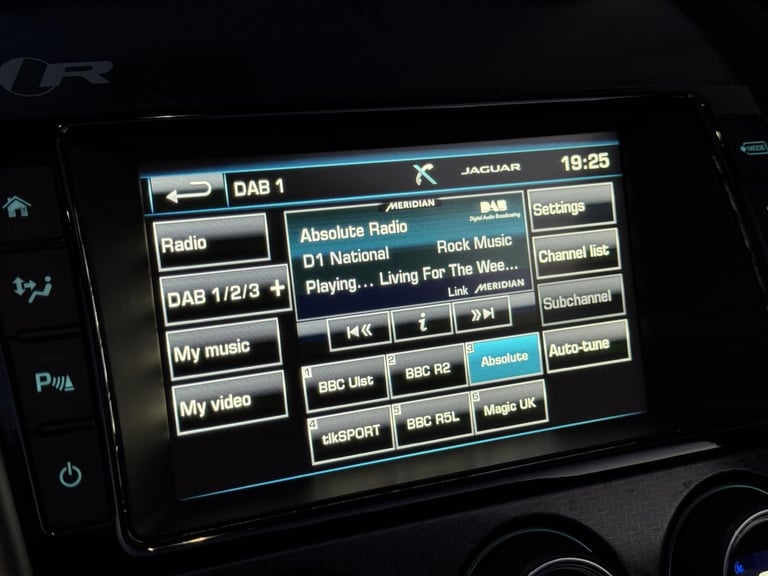 R
DAB 1
JAGUAR
19:25
MERIDIAN
DAB
Digital Audio Broadcasting
Settings
Radio
Absolute Radio
D1 National
Rock Music
Playing... Living For The Wee...
Link
MERIDIAN
Channel list
DAB 1/2/3 +
Subchannel
i
My music
1 BBC Ulst
2 BBC R2
3 Absolute
Auto-tune
My video
4 tlkSPORT
5 BBC R5L
6 Magic UK
P
MODE